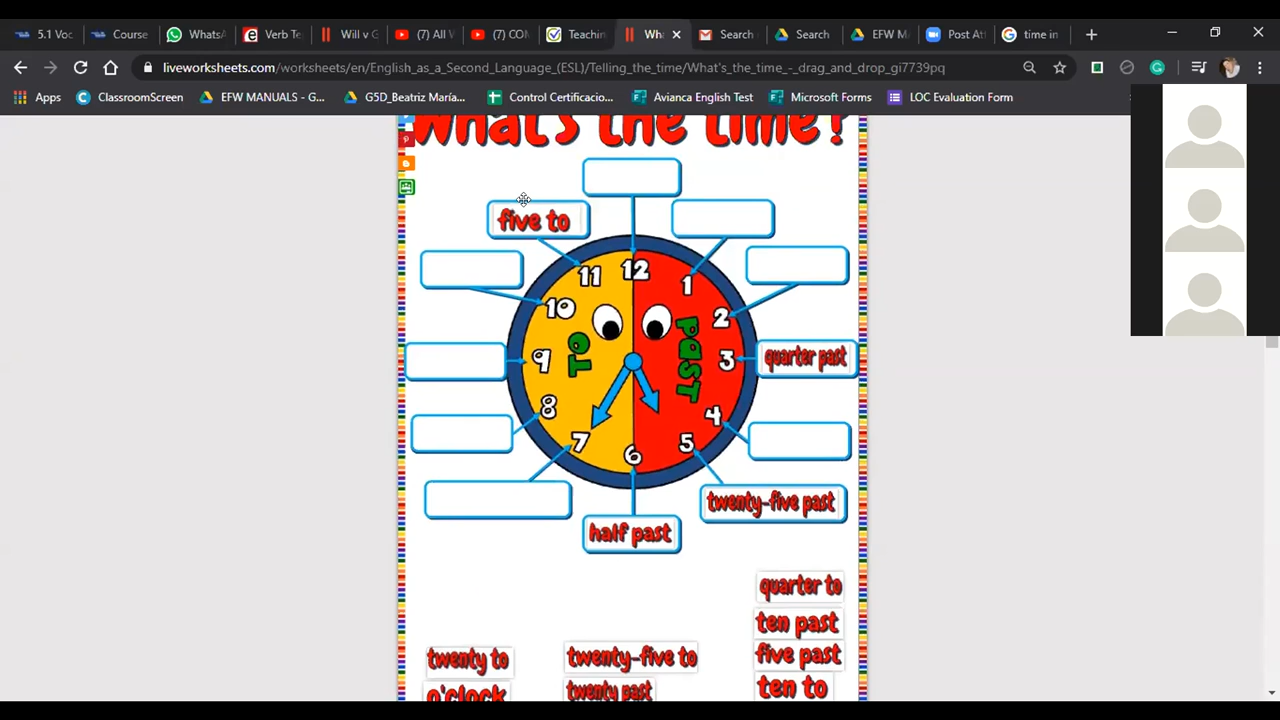 5.1 Voc
Course
WhatsA
Verb Te
Will v G
(7) All V
(7) CON
Teachin
Wha
Search
Search
EFW M
Post Att
time in
liveworksheets.com/worksheets/en/English_as_a_Second_Language_(ESL)/Telling_the_time/What's_the_time_-_drag_and_drop_gi7739pq
Apps
ClassroomScreen
EFW MANUALS - G...
G5D_Beatriz Maria...
Control Certificacio...
Avianca English Test
Microsoft Forms
LOC Evaluation Form
What's the time?
five to
11 12 1
10 2
TO PAST
9 3 quarter past
8 4
7 6 5
twenty-five past
half past
quarter to
ten past
twenty to twenty-five to five past
o'clock twenty past ten to